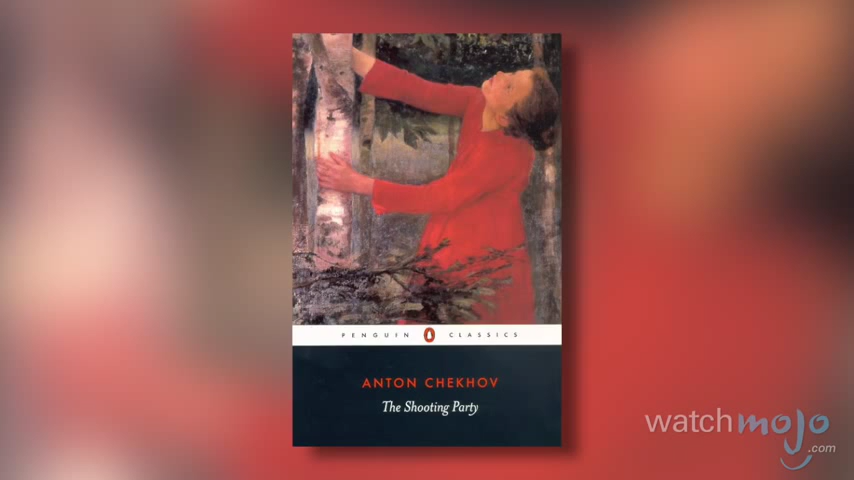 PENGUIN CLASSICS
ANTON CHEKHOV
The Shooting Party
watchmojo
.com